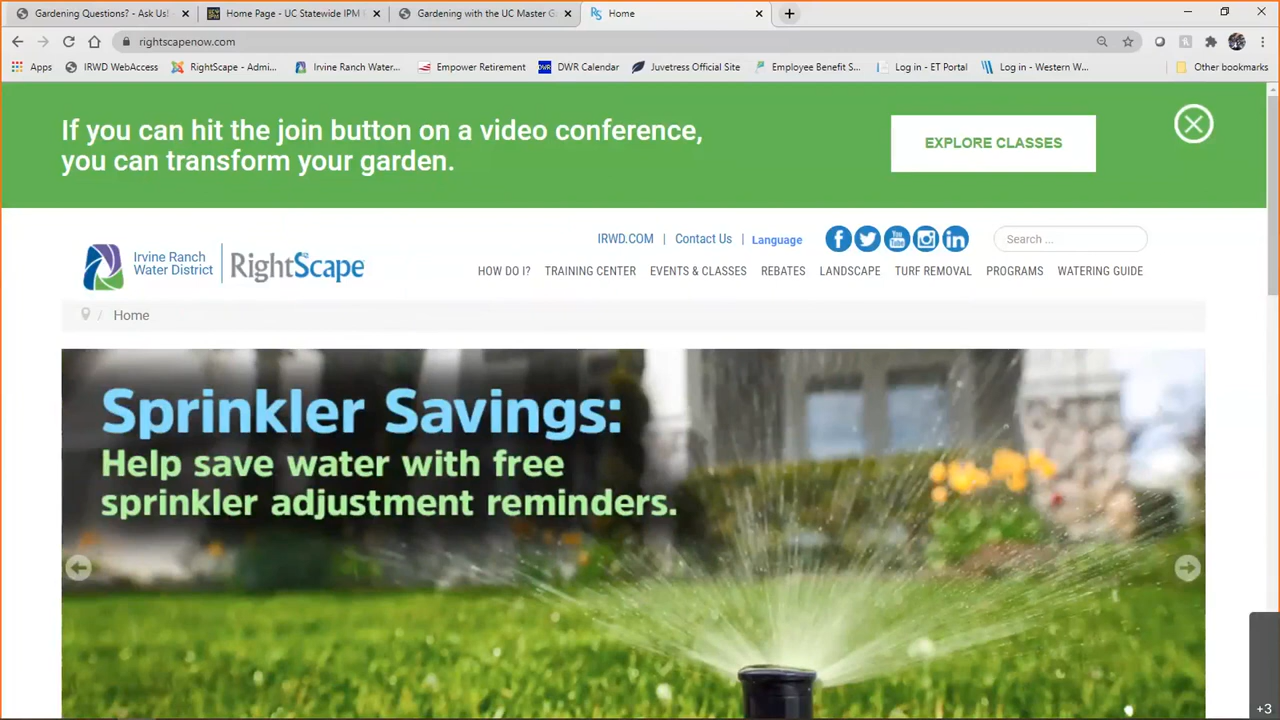 Gardening Questions? - Ask Us!
Home Page - UC Statewide IPM
Gardening with the UC Master G
Home
rightscapenow.com
Apps
IRWD WebAccess
RightScape - Admi...
Irvine Ranch Water...
Empower Retirement
DWR Calendar
Juvetress Official Site
Employee Benefit S...
Log in - ET Portal
Log in - Western W...
Other bookmarks
If you can hit the join button on a video conference,
you can transform your garden.
EXPLORE CLASSES
IRWD.COM | Contact Us | Language
Search ...
Irvine Ranch
Water District
RightScape
HOW DO I? TRAINING CENTER EVENTS & CLASSES REBATES LANDSCAPE TURF REMOVAL PROGRAMS WATERING GUIDE
/ Home
Sprinkler Savings:
Help save water with free
sprinkler adjustment reminders.
+3